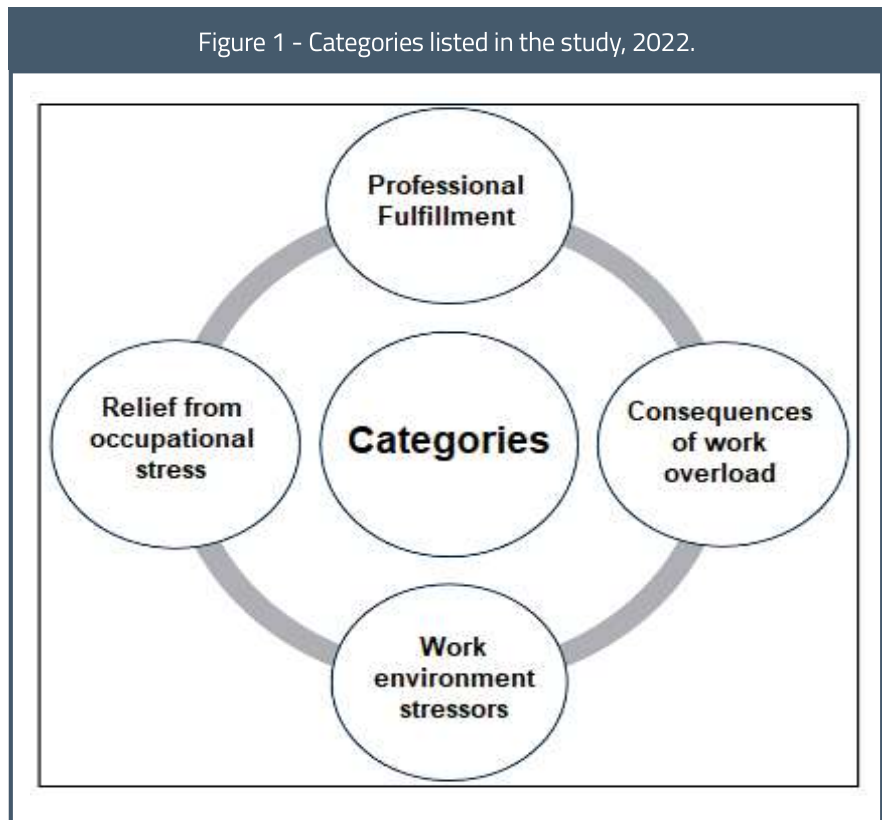 Figure 1 - Categories listed in the study, 2022.
Professional
Fulfillment
Relief from
occupational
stress
Categories
Consequences
of work
overload
Work
environment
stressors